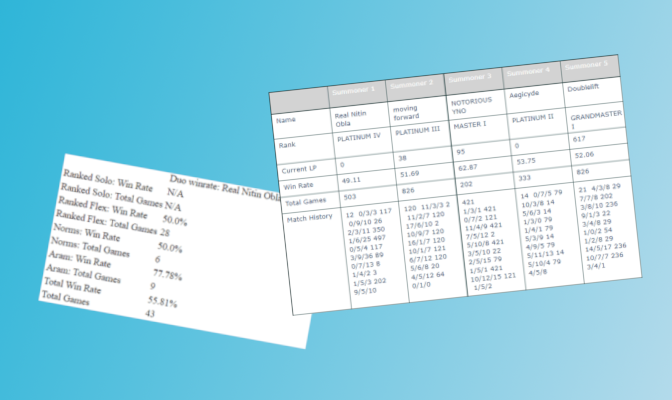 Duo winrate: Real Nitin Obla
Ranked Solo: Win Rate N/A
Ranked Solo: Total Games N/A
Ranked Flex: Win Rate 50.0%
Ranked Flex: Total Games 28
Norms: Win Rate 50.0%
Norms: Total Games 6
Aram: Win Rate 77.78%
Aram: Total Games 9
Total Win Rate 55.81%
Total Games 43
Summoner 1 Summoner 2 Summoner 3 Summoner 4 Summoner 5
Name Real Nitin Obla moving forward NOTORIOUS YNO Aegicyde Doublelift
Rank PLATINUM IV PLATINUM III MASTER I PLATINUM II GRANDMASTER I
Current LP 0 38 95 0 617
Win Rate 49.11 51.69 62.87 53.75 52.06
Total Games 503 826 202 333 826
Match History
12 0/3/3 117
0/9/10 26
2/3/11 350
1/6/25 497
0/5/4 117
3/9/36 89
0/7/13 8
1/4/2 3
1/5/3 202
9/5/10
120 11/3/3 2
11/2/7 120
17/6/10 2
10/9/7 120
16/1/7 120
10/1/7 121
6/7/12 120
5/6/8 20
4/5/12 64
0/1/0
421
1/3/1 421
0/7/2 121
11/4/9 421
7/5/12 2
5/10/8 421
3/5/10 22
2/5/15 79
1/5/1 421
10/12/15 121
1/5/2
14 0/7/5 79
10/3/8 14
5/6/3 14
1/3/0 79
1/4/1 79
5/3/9 14
4/9/5 79
5/11/13 14
5/10/4 79
4/5/8
21 4/3/8 29
7/7/8 202
3/8/10 236
9/1/3 22
3/4/8 29
1/0/2 54
1/2/8 29
14/5/17 236
10/7/7 236
3/4/1